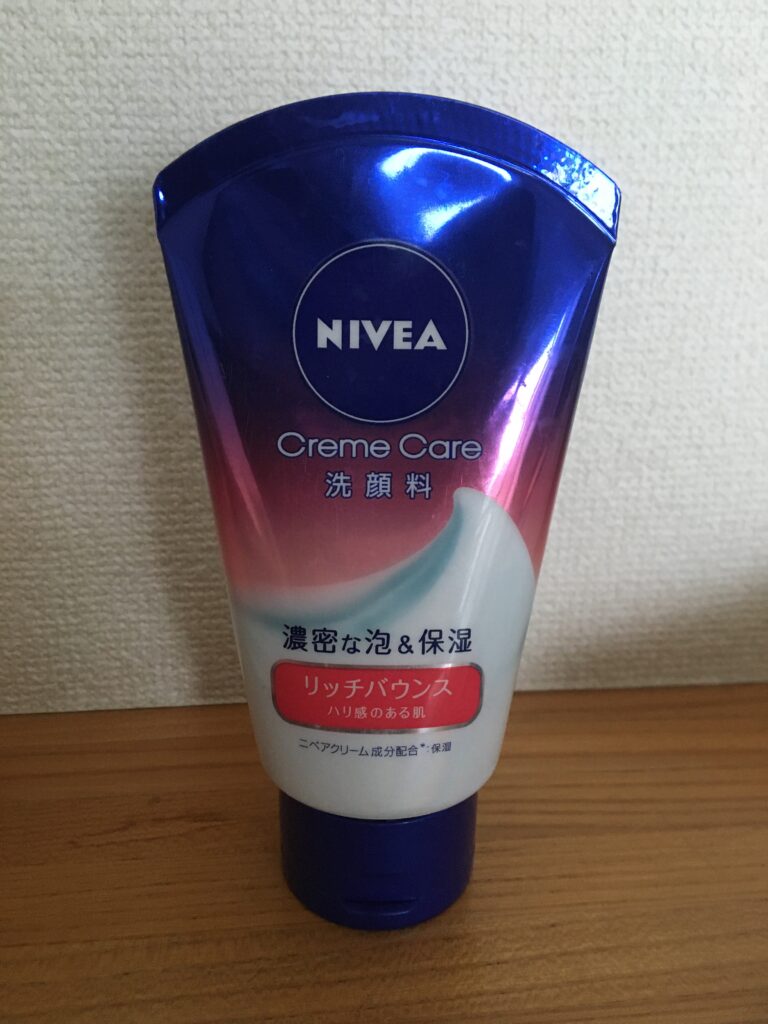 NIVEA
Creme Care
洗顔料
濃密な泡&保湿
リッチバウンス
ハリ感のある肌
ニベアクリーム成分配合*:保湿